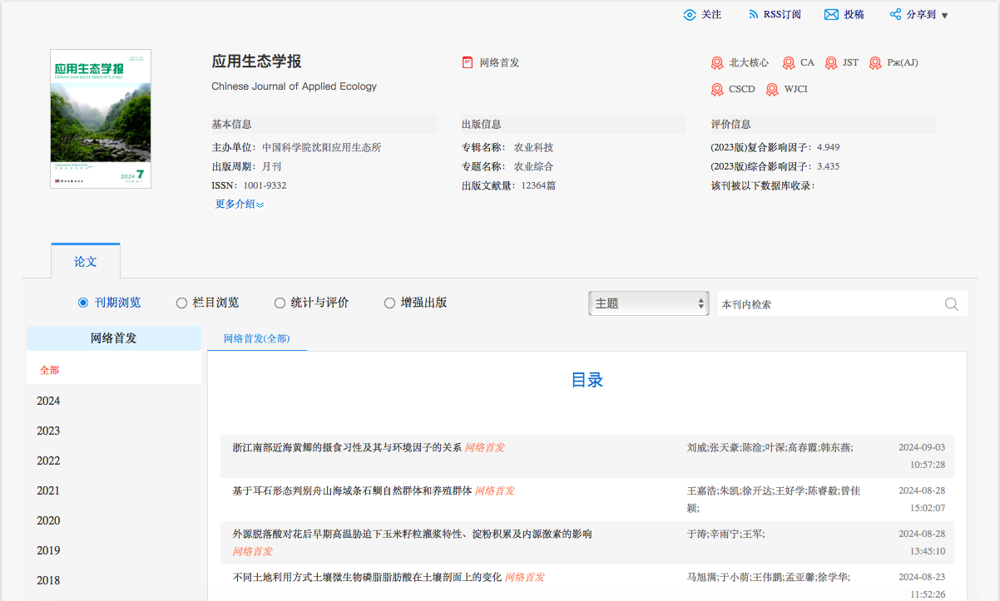 关注
RSS订阅
投稿
分享到▼
应用生态学报
Chinese Journal of Applied Ecology
2024 7
应用生态学报
Chinese Journal of Applied Ecology
网络首发
北大核心
CA
JST
Рж(AJ)
CSCD
WJCI
基本信息
主办单位：中国科学院沈阳应用生态所
出版周期：月刊
ISSN：1001-9332
更多介绍
出版信息
专辑名称：农业科技
专题名称：农业综合
出版文献量：12364篇
评价信息
(2023版)复合影响因子：4.949
(2023版)综合影响因子：3.435
该刊被以下数据库收录：
论文
刊期浏览
栏目浏览
统计与评价
增强出版
主题
本刊内检索
网络首发
全部
2024
2023
2022
2021
2020
2019
2018
网络首发(全部)
目录
浙江南部近海黄鲫的摄食习性及其与环境因子的关系 网络首发
刘威;张天豪;陈淦;叶深;高春霞;韩东燕;
2024-09-03
10:57:28
基于耳石形态判别舟山海域条石鲷自然群体和养殖群体 网络首发
王嘉浩;朱凯;徐开达;王好学;陈睿毅;曾佳
颖;
2024-08-28
15:02:07
外源脱落酸对花后早期高温胁迫下玉米籽粒灌浆特性、淀粉积累及内源激素的影响
网络首发
于涛;辛雨宁;王军;
2024-08-28
13:45:10
不同土地利用方式土壤微生物磷脂脂肪酸在土壤剖面上的变化 网络首发
马旭满;于小萌;王伟鹏;孟亚馨;徐学华;
2024-08-23
11:52:26